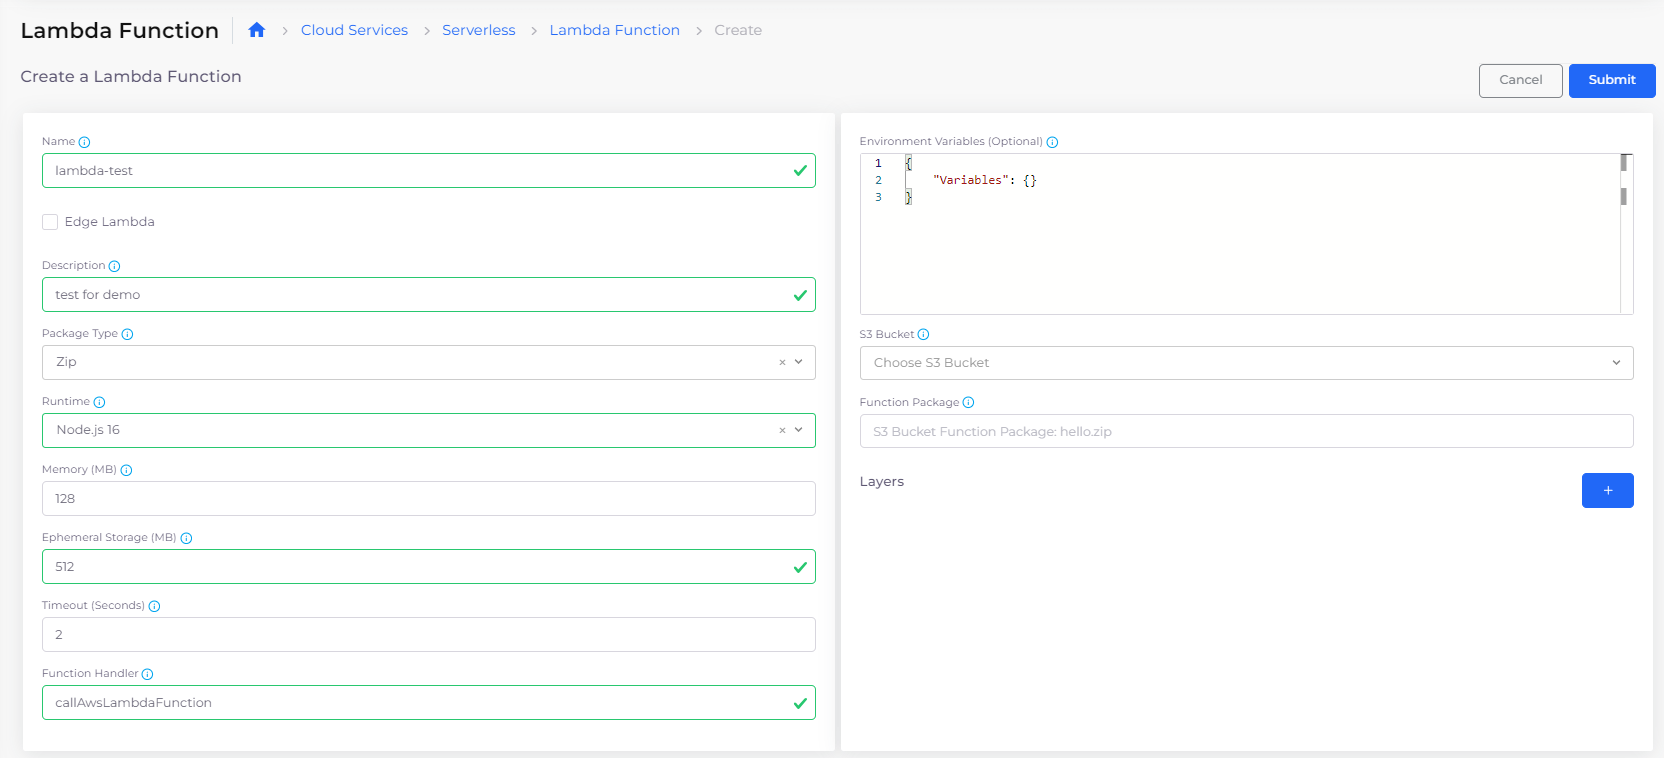 Lambda Function
Cloud Services > Serverless > Lambda Function > Create
Create a Lambda Function
Cancel
Submit
Name
lambda-test
Edge Lambda
Description
test for demo
Package Type
Zip
Runtime
Node.js 16
Memory (MB)
128
Ephemeral Storage (MB)
512
Timeout (Seconds)
2
Function Handler
callAwsLambdaFunction
Environment Variables (Optional)
1 {
2 "Variables": {}
3 }
S3 Bucket
Choose S3 Bucket
Function Package
S3 Bucket Function Package: hello.zip
Layers
+